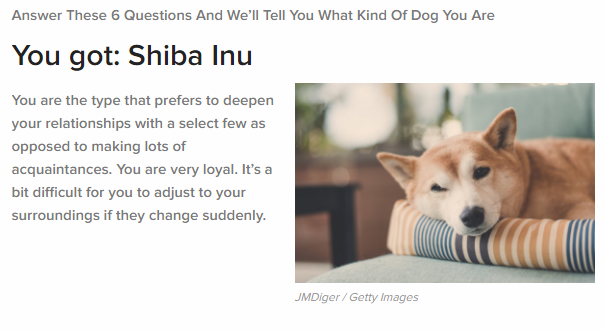 Answer These 6 Questions And We'll Tell You What Kind Of Dog You Are
You got: Shiba Inu
You are the type that prefers to deepen
your relationships with a select few as
opposed to making lots of
acquaintances. You are very loyal. It's a
bit difficult for you to adjust to your
surroundings if they change suddenly.
JMDiger / Getty Images